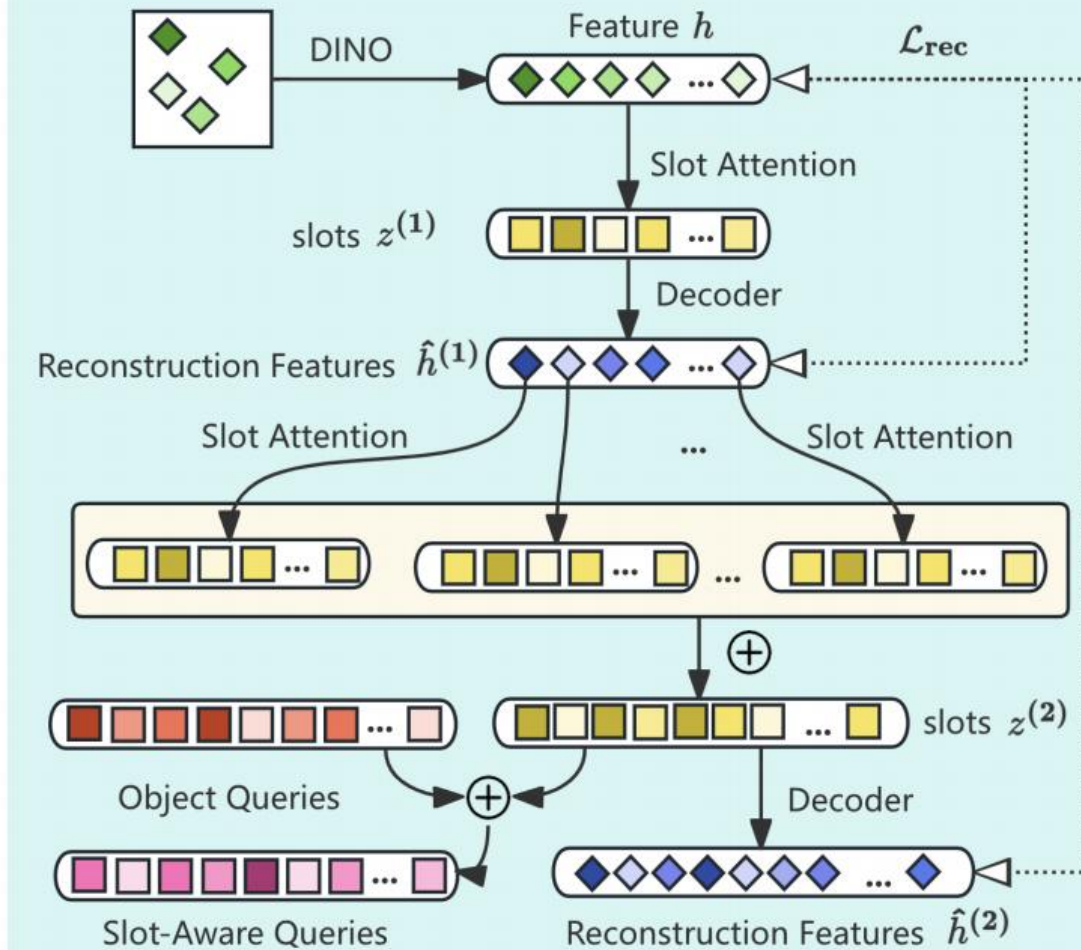 DINO
Feature h
ℒ_rec
...
Slot Attention
slots z^(1)
...
Decoder
Reconstruction Features ĥ^(1)
...
Slot Attention
...
Slot Attention
...
...
...
...
⊕
...
...
slots z^(2)
Object Queries
⊕
Decoder
...
...
Slot-Aware Queries
Reconstruction Features ĥ^(2)